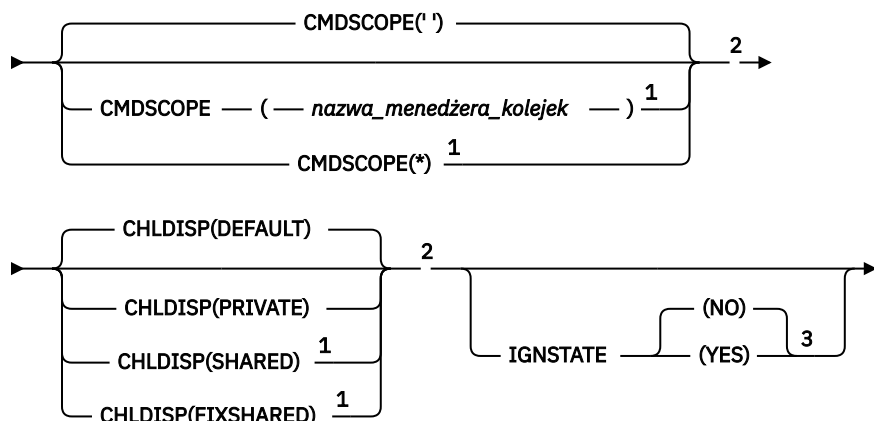 CMDSCOPE(' ')
2
CMDSCOPE ( nazwa_menedżera_kolejek ) 1
CMDSCOPE(*) 1
CHLDISP(DEFAULT)
2
CHLDISP(PRIVATE)
(NO)
CHLDISP(SHARED) 1
IGNSTATE (YES) 3
CHLDISP(FIXSHARED) 1